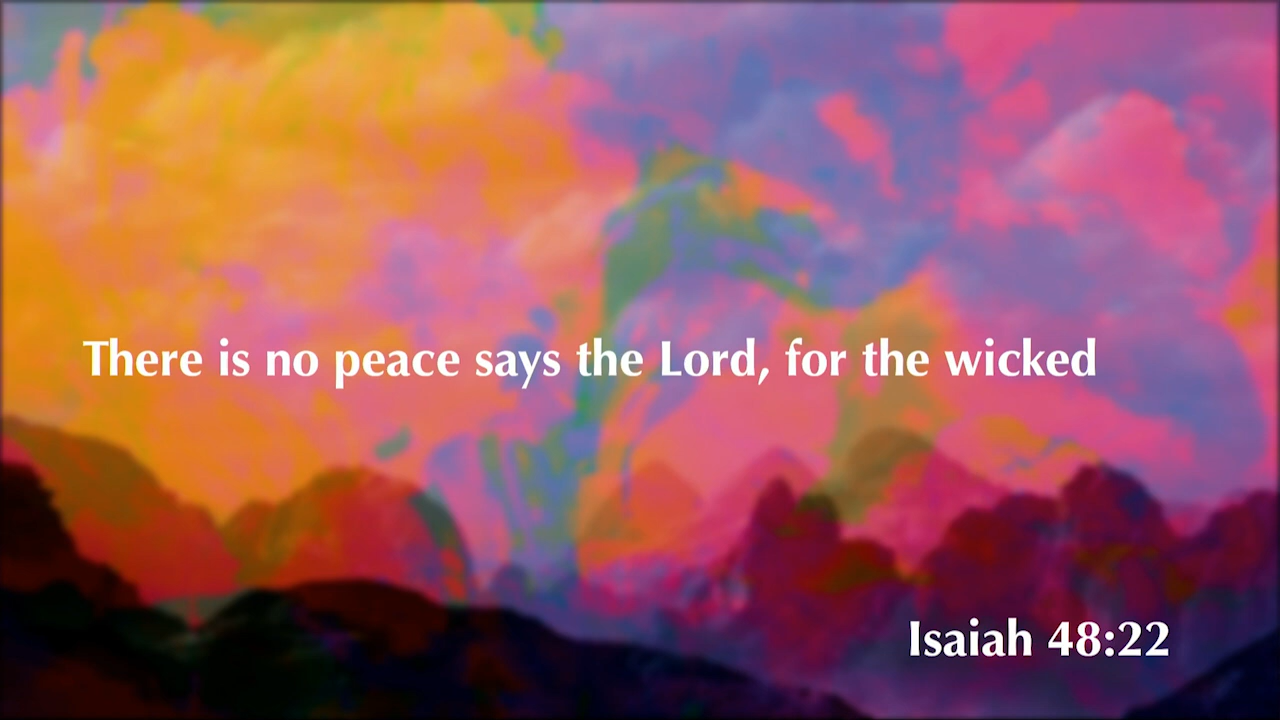 There is no peace says the Lord, for the wicked
Isaiah 48:22